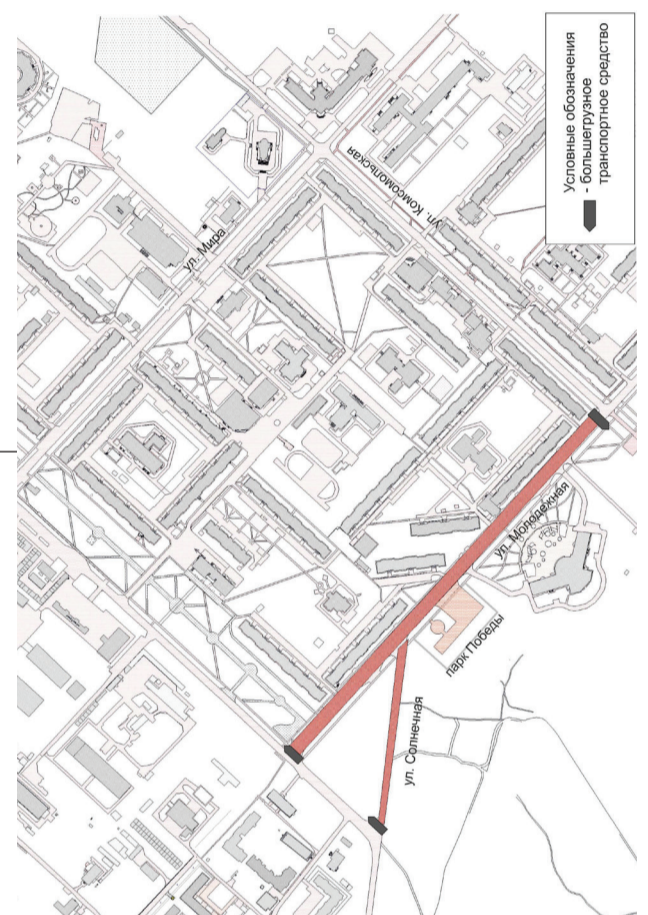 Условные обозначения
- большегрузное
транспортное средство
ул. Комсомольская
ул. Мира
ул. Молодежная
парк Победы
ул. Солнечная